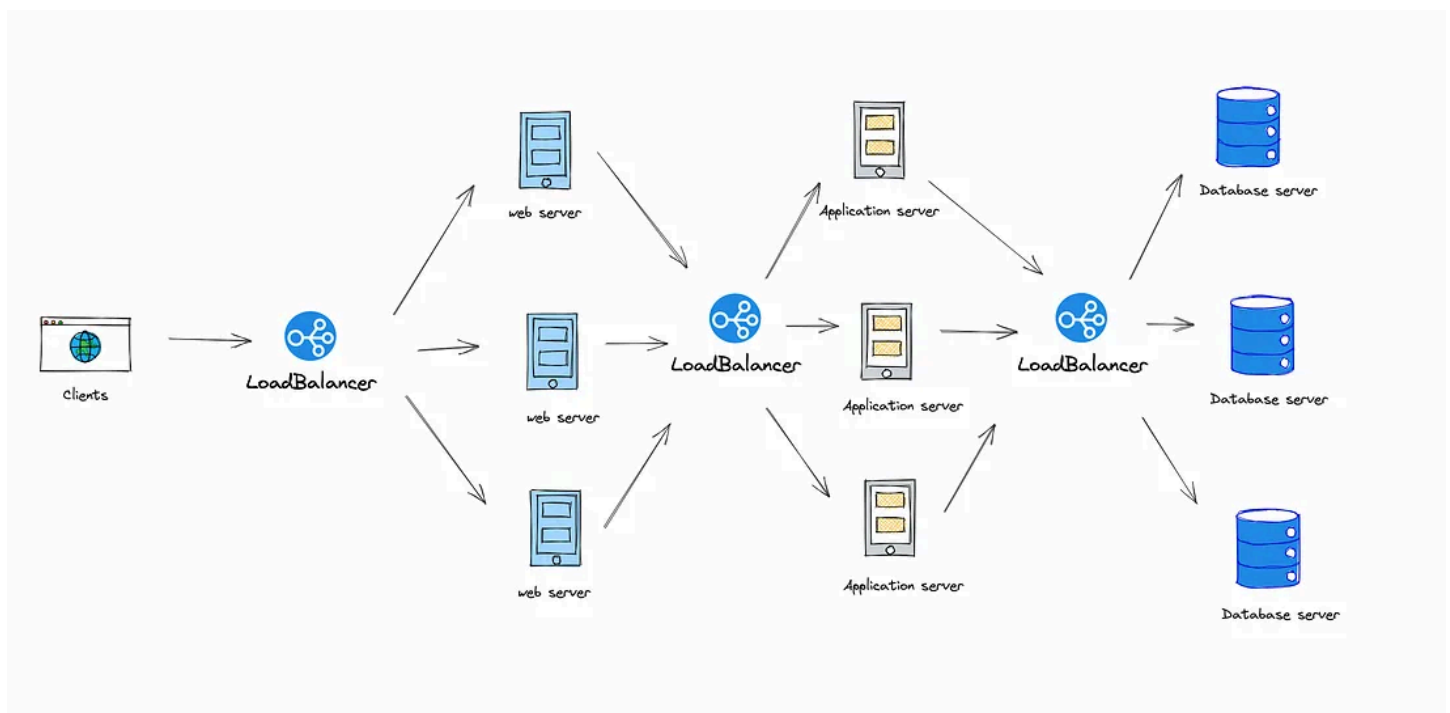 web server
Application server
Database server
Clients
LoadBalancer
web server
LoadBalancer
Application server
LoadBalancer
Database server
web server
Application server
Database server